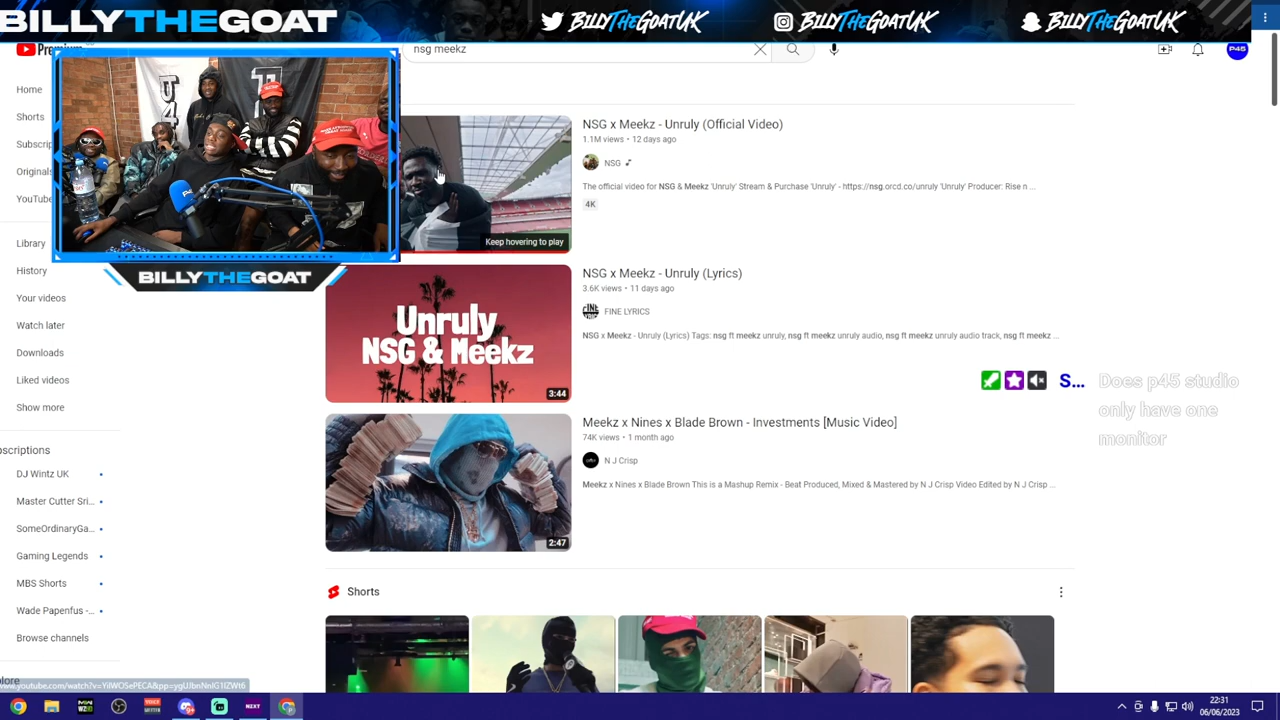 BILLYTHEGOAT
BILLYTHEGOATUK
BILLYTHEGOATUK
BILLYTHEGOATUK
nsg meekz
P45
Home
Shorts
Subscrip
Originals
YouTube
Library
History
Your videos
Watch later
Downloads
Liked videos
Show more
DJ Wintz UK
Master Cutter Sri...
SomeOrdinaryGa...
Gaming Legends
MBS Shorts
Wade Papenfus -...
Browse channels
BILLYTHEGOAT
Keep hovering to play
NSG x Meekz - Unruly (Official Video)
1.1M views • 12 days ago
NSG
The official video for NSG & Meekz 'Unruly' Stream & Purchase 'Unruly' - https://nsg.orcd.co/unruly 'Unruly' Producer: Rise n ...
4K
Unruly
NSG & Meekz
3:44
NSG x Meekz - Unruly (Lyrics)
3.6K views • 11 days ago
FINE LYRICS
NSG x Meekz - Unruly (Lyrics) Tags: nsg ft meekz unruly, nsg ft meekz unruly audio, nsg ft meekz unruly audio track, nsg ft meekz ...
S...
Does p45 studio
only have one
monitor
2:47
Meekz x Nines x Blade Brown - Investments [Music Video]
74K views • 1 month ago
N J Crisp
Meekz x Nines x Blade Brown This is a Mashup Remix - Beat Produced, Mixed & Mastered by N J Crisp Video Edited by N J Crisp ...
Shorts
22:31
06/06/2023